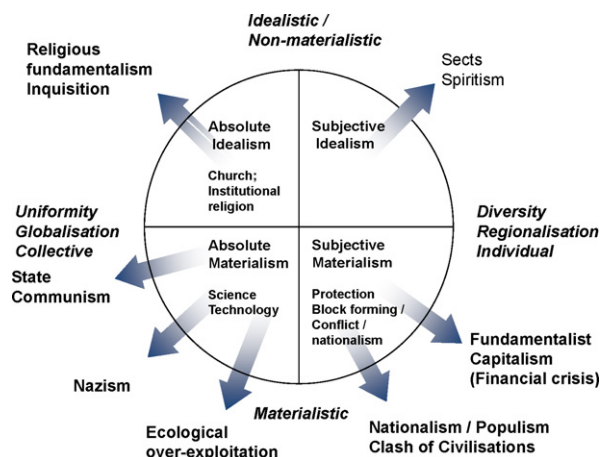 Idealistic /
Non-materialistic
Religious
fundamentalism
Inquisition
Sects
Spiritism
Absolute
Idealism
Subjective
Idealism
Church;
Institutional
religion
Uniformity
Globalisation
Collective
Diversity
Regionalisation
Individual
Absolute
Materialism
Subjective
Materialism
State
Communism
Science
Technology
Protection
Block forming /
Conflict /
nationalism
Fundamentalist
Capitalism
(Financial crisis)
Nazism
Materialistic
Ecological
over-exploitation
Nationalism / Populism
Clash of Civilisations